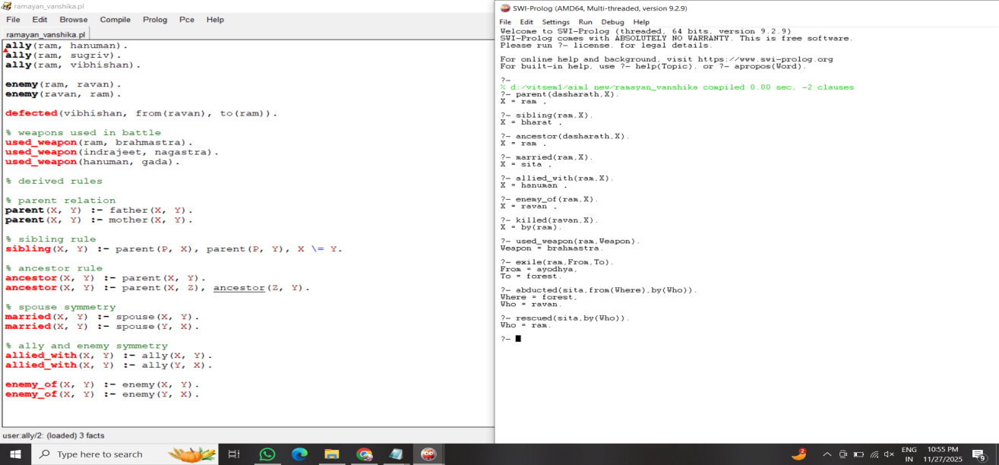 ramayan_vanshika.pl
File Edit Browse Compile Prolog Pce Help
ramayan_vanshika.pl
ally(ram, hanuman).
ally(ram, sugriv).
ally(ram, vibhishan).
enemy(ram, ravan).
enemy(ravan, ram).
defected(vibhishan, from(ravan), to(ram)).
% weapons used in battle
used_weapon(ram, brahmastra).
used_weapon(indrajeet, nagastra).
used_weapon(hanuman, gada).
% derived rules
% parent relation
parent(X, Y) :- father(X, Y).
parent(X, Y) :- mother(X, Y).
% sibling rule
sibling(X, Y) :- parent(P, X), parent(P, Y), X \= Y.
% ancestor rule
ancestor(X, Y) :- parent(X, Y).
ancestor(X, Y) :- parent(X, Z), ancestor(Z, Y).
% spouse symmetry
married(X, Y) :- spouse(X, Y).
married(X, Y) :- spouse(Y, X).
% ally and enemy symmetry
allied_with(X, Y) :- ally(X, Y).
allied_with(X, Y) :- ally(Y, X).
enemy_of(X, Y) :- enemy(X, Y).
enemy_of(X, Y) :- enemy(Y, X).
user:ally/2: (loaded) 3 facts
SWI-Prolog (AMD64, Multi-threaded, version 9.2.9)
File Edit Settings Run Debug Help
Welcome to SWI-Prolog (threaded, 64 bits, version 9.2.9)
SWI-Prolog comes with ABSOLUTELY NO WARRANTY. This is free software.
Please run ?- license. for legal details.
For online help and background, visit https://www.swi-prolog.org
For built-in help, use ?- help(Topic). or ?- apropos(Word).
?-
% d:/vitsem1/aiml new/ramayan_vanshika compiled 0.00 sec, -2 clauses
?- parent(dasharath,X).
X = ram .
?- sibling(ram,X).
X = bharat .
?- ancestor(dasharath,X).
X = ram .
?- married(ram,X).
X = sita .
?- allied_with(ram,X).
X = hanuman .
?- enemy_of(ram,X).
X = ravan .
?- killed(ravan,X).
X = by(ram).
?- used_weapon(ram,Weapon).
Weapon = brahmastra.
?- exile(ram,From,To).
From = ayodhya,
To = forest.
?- abducted(sita,from(Where),by(Who)).
Where = forest,
Who = ravan.
?- rescued(sita,by(Who)).
Who = ram.
?-
Type here to search
2
ENG
IN
10:55 PM
11/27/2025
9